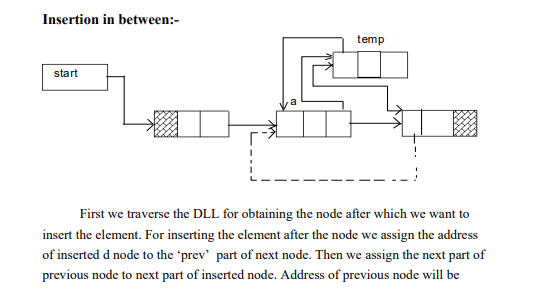 Insertion in between:-
temp
start
a
First we traverse the DLL for obtaining the node after which we want to
insert the element. For inserting the element after the node we assign the address
of inserted d node to the ‘prev’ part of next node. Then we assign the next part of
previous node to next part of inserted node. Address of previous node will be